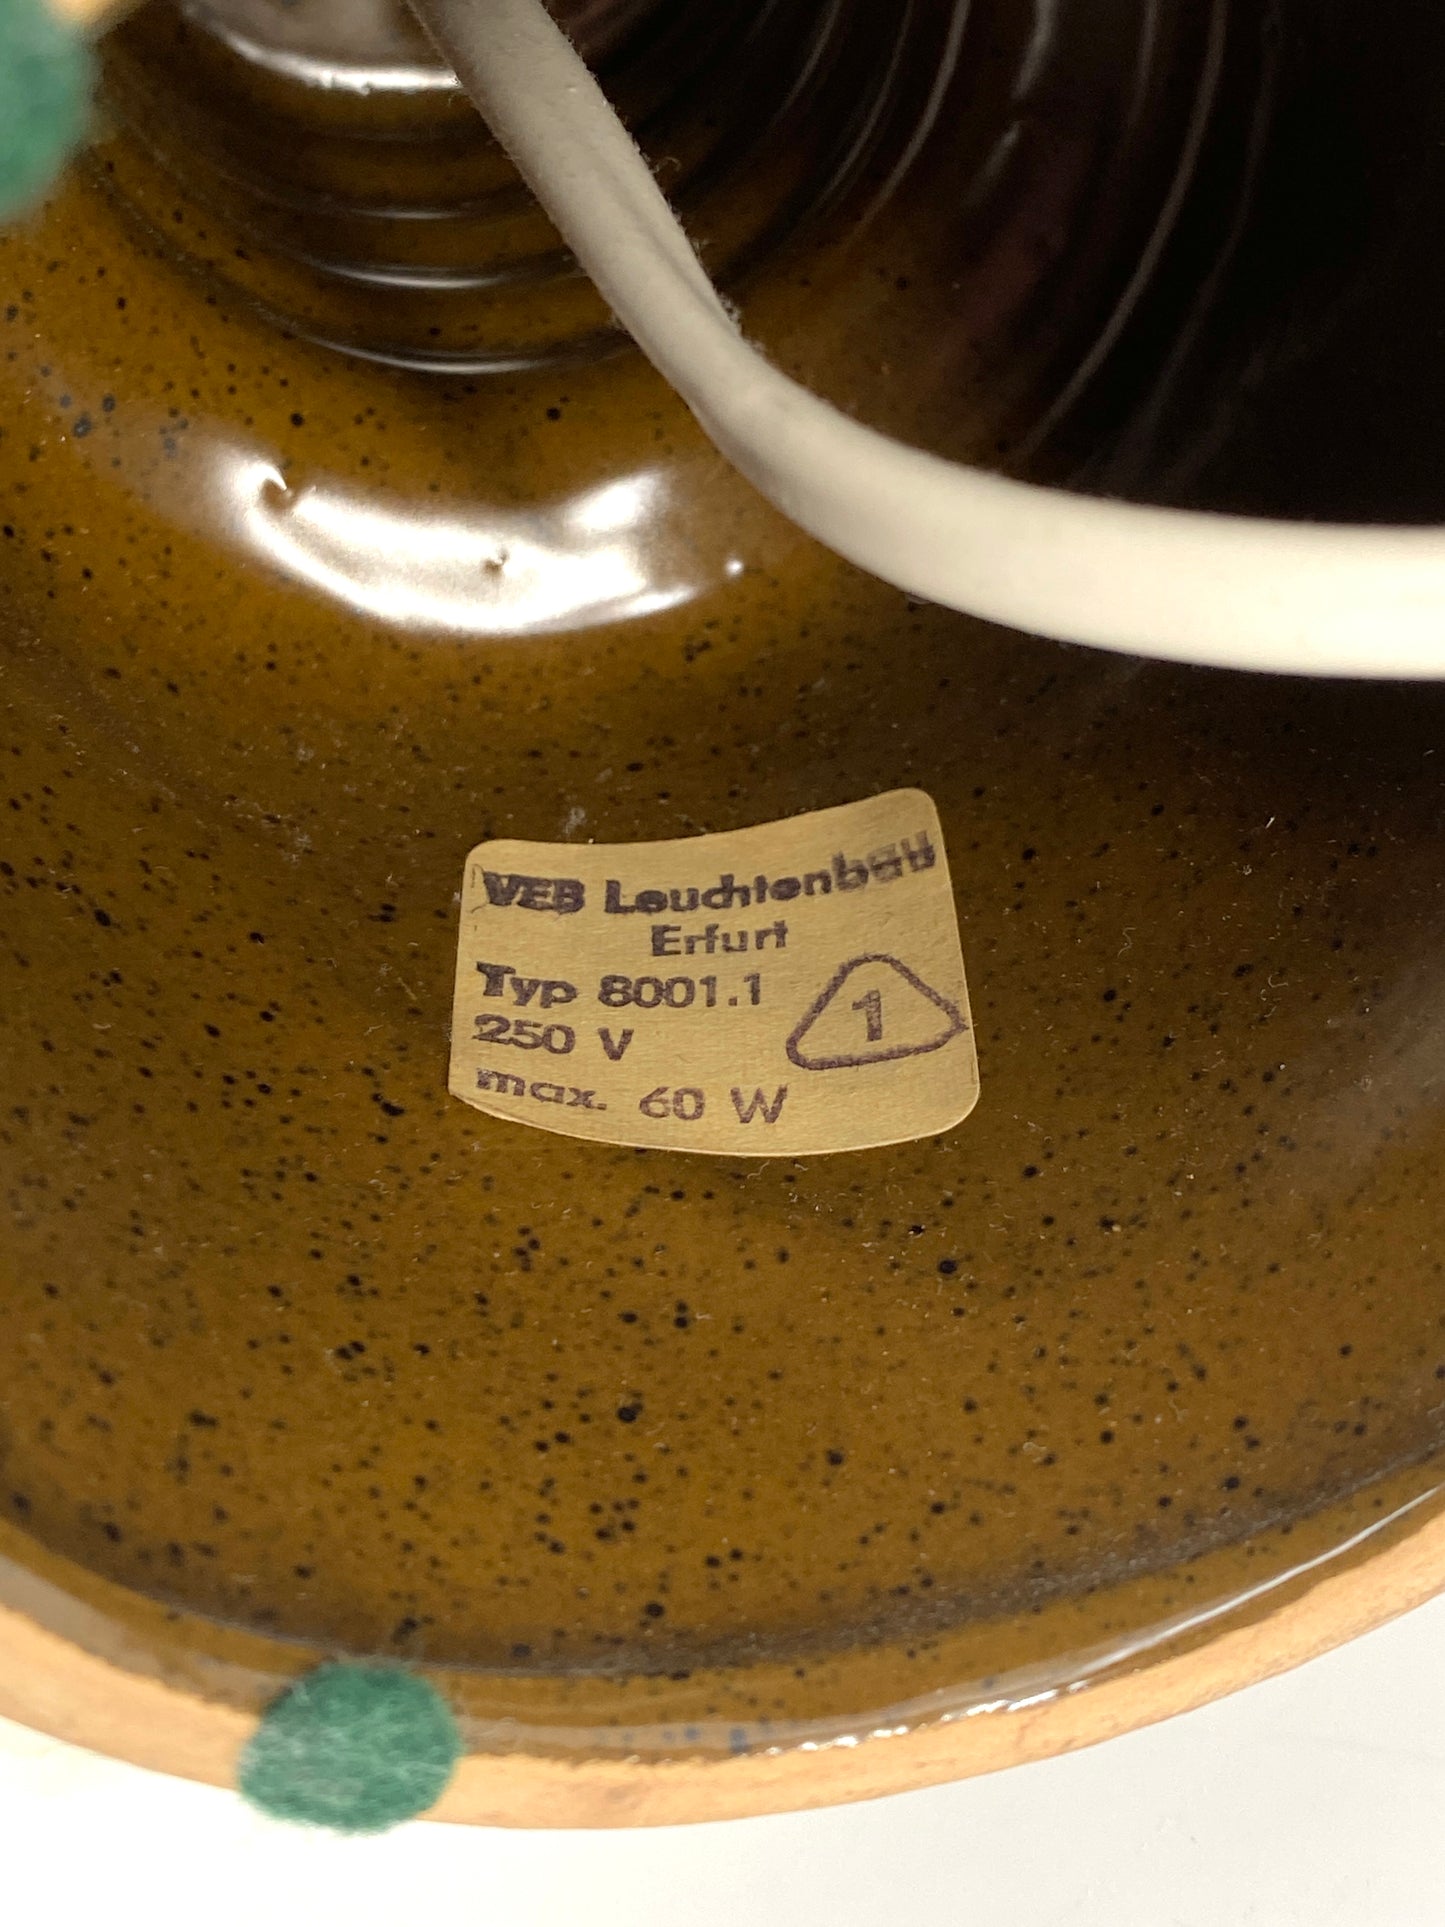 VEB Leuchtenbau
Erfurt
Typ 8001.1
1
250 V
max. 60 W